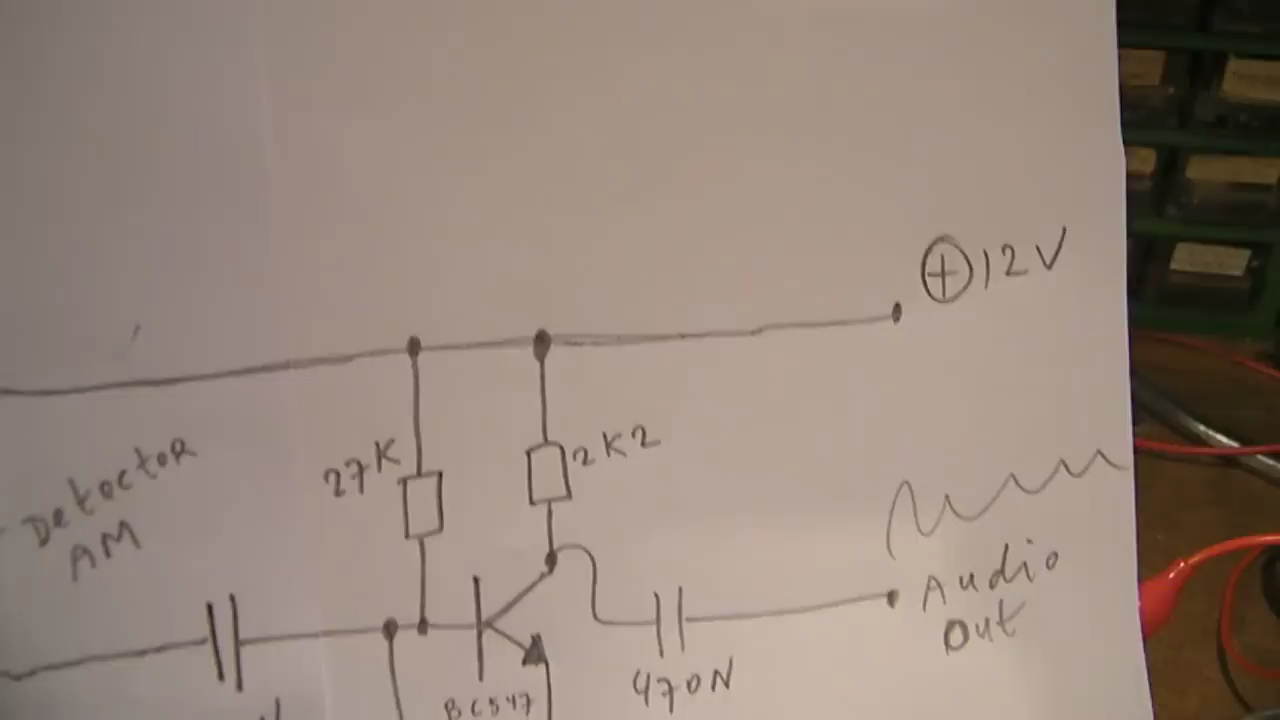 +12V
27K
2K2
Detector
AM
Audio
Out
470N
BC547